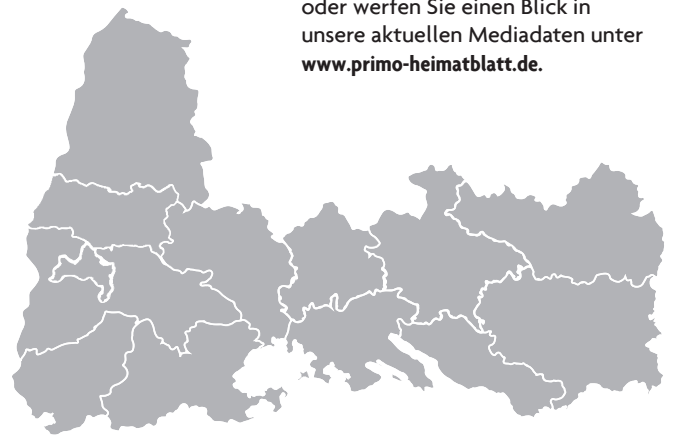 oder werfen Sie einen Blick in
unsere aktuellen Mediadaten unter
www.primo-heimatblatt.de.